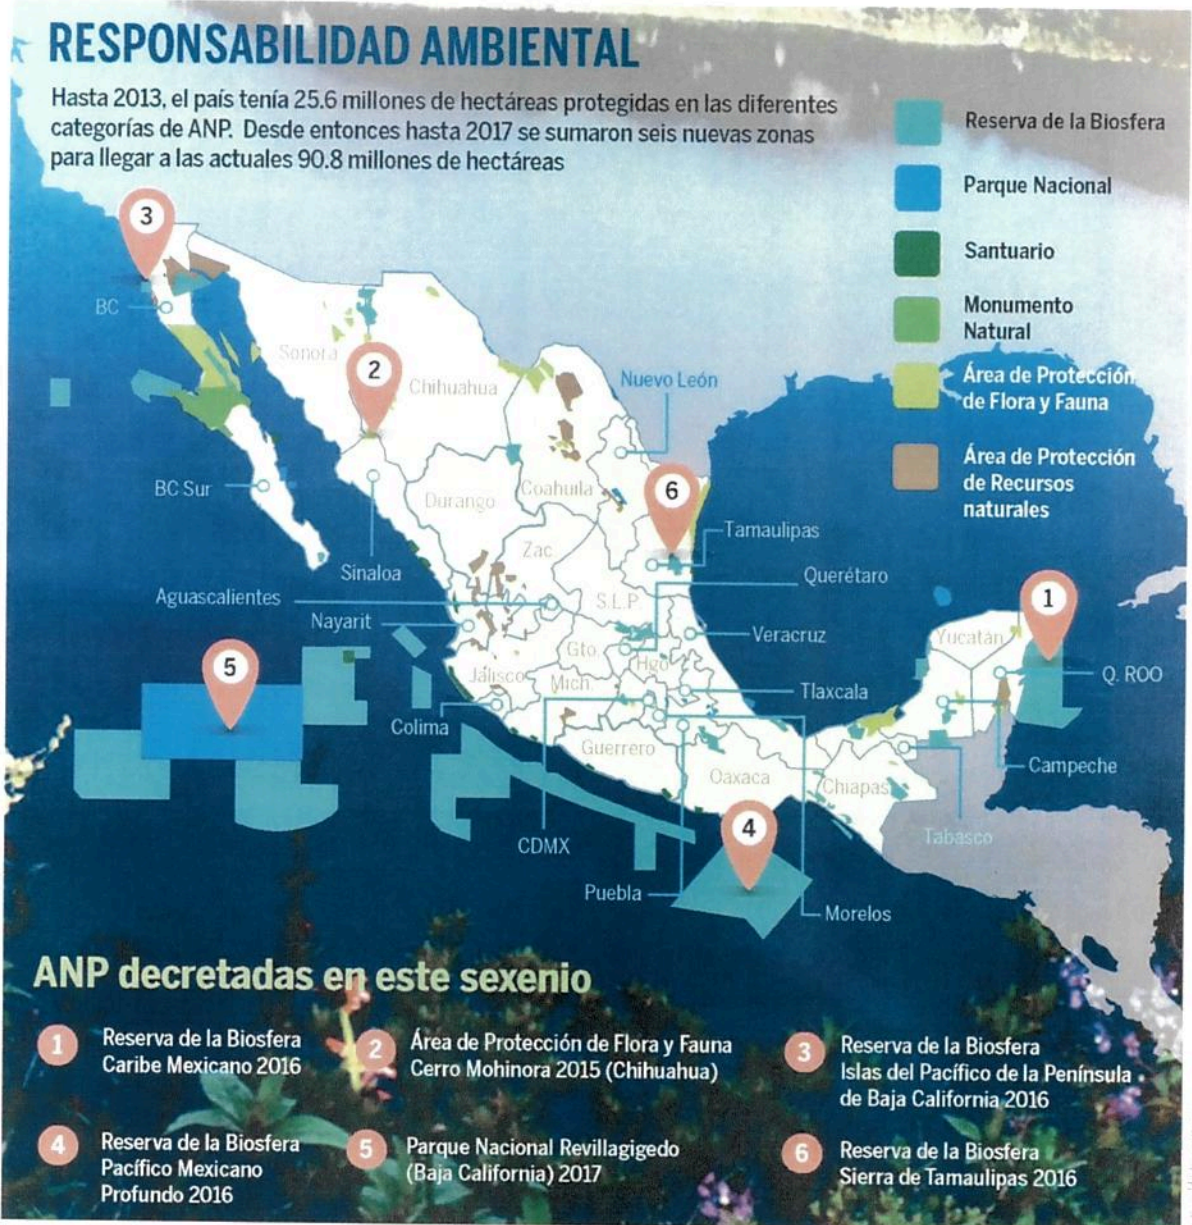 RESPONSABILIDAD AMBIENTAL
Hasta 2013, el país tenía 25.6 millones de hectáreas protegidas en las diferentes
categorías de ANP. Desde entonces hasta 2017 se sumaron seis nuevas zonas
para llegar a las actuales 90.8 millones de hectáreas
Reserva de la Biosfera
Parque Nacional
Santuario
Monumento
Natural
Área de Protección
de Flora y Fauna
Área de Protección
de Recursos
naturales
3
BC
Sonora
2
Chihuahua
Nuevo León
BC Sur
Durango
Coahuila
6
Sinaloa
Zac.
Tamaulipas
Querétaro
Aguascalientes
S.L.P.
1
Nayarit
Veracruz
Yucatán
5
Gto.
Hgo
Jalisco
Mich.
Q. ROO
Tlaxcala
Colima
Guerrero
Campeche
Oaxaca
Chiapas
4
Tabasco
CDMX
Puebla
Morelos
ANP decretadas en este sexenio
1
Reserva de la Biosfera
Caribe Mexicano 2016
2
Área de Protección de Flora y Fauna
Cerro Mohinora 2015 (Chihuahua)
3
Reserva de la Biosfera
Islas del Pacífico de la Península
de Baja California 2016
4
Reserva de la Biosfera
Pacífico Mexicano
Profundo 2016
5
Parque Nacional Revillagigedo
(Baja California) 2017
6
Reserva de la Biosfera
Sierra de Tamaulipas 2016